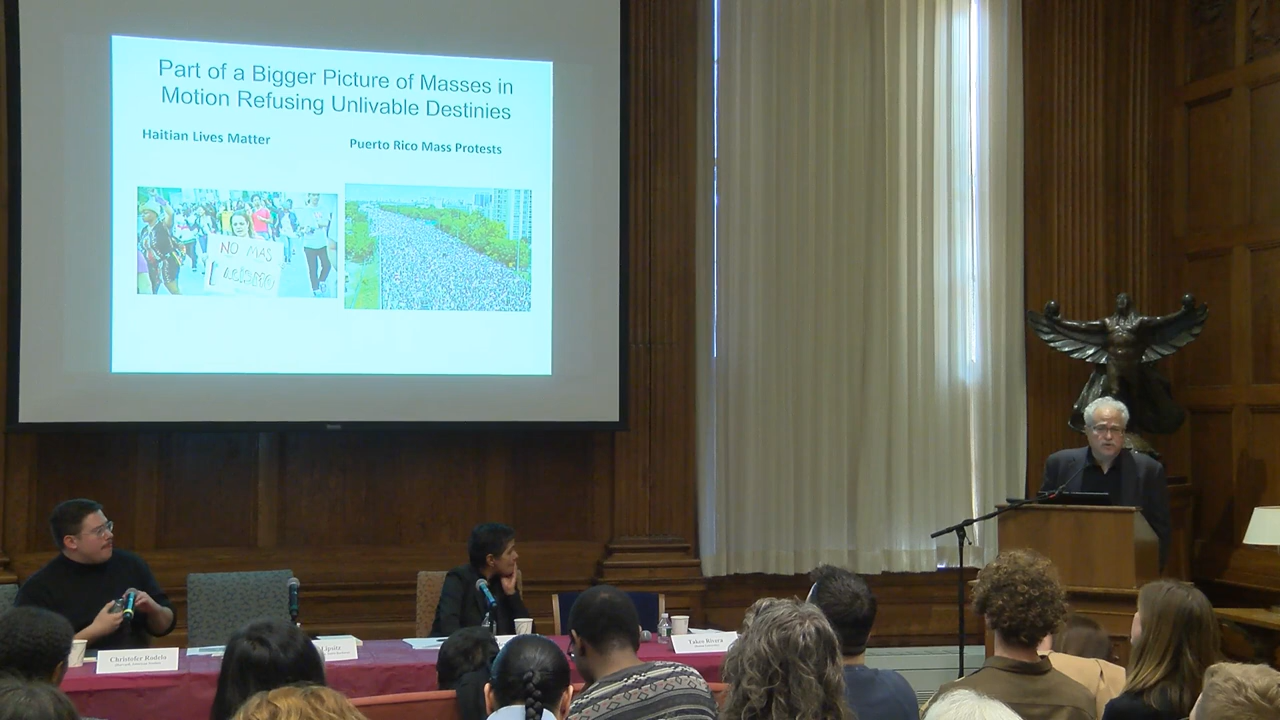 Part of a Bigger Picture of Masses in
Motion Refusing Unlivable Destinies
Haitian Lives Matter
Puerto Rico Mass Protests
NO MAS
Christofer Rodelo
Lipsitz
Takeo Rivera